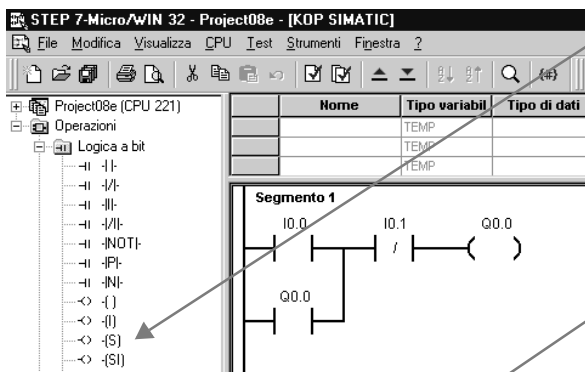 STEP 7-Micro/WIN 32 - Project08e - [KOP SIMATIC]
File Modifica Visualizza CPU Test Strumenti Finestra ?
Project08e (CPU 221)
Operazioni
Logica a bit
-| |-
-|/|-
-|I|-
-|/I|-
-|NOT|-
-|P|-
-|N|-
-( )
-(I)
-(S)
-(SI)
Nome Tipo variabil Tipo di dati
TEMP
TEMP
TEMP
Segmento 1
I0.0 I0.1 Q0.0
/
Q0.0